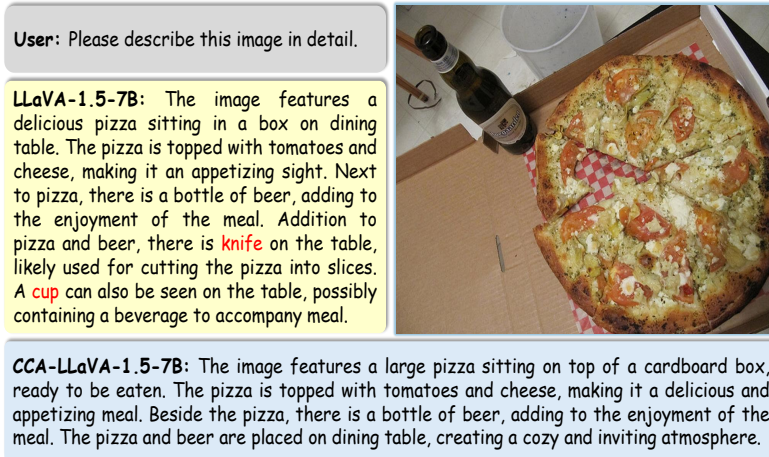 User: Please describe this image in detail.
LLaVA-1.5-7B: The image features a
delicious pizza sitting in a box on dining
table. The pizza is topped with tomatoes and
cheese, making it an appetizing sight. Next
to pizza, there is a bottle of beer, adding to
the enjoyment of the meal. Addition to
pizza and beer, there is knife on the table,
likely used for cutting the pizza into slices.
A cup can also be seen on the table, possibly
containing a beverage to accompany meal.
CCA-LLaVA-1.5-7B: The image features a large pizza sitting on top of a cardboard box,
ready to be eaten. The pizza is topped with tomatoes and cheese, making it a delicious and
appetizing meal. Beside the pizza, there is a bottle of beer, adding to the enjoyment of the
meal. The pizza and beer are placed on dining table, creating a cozy and inviting atmosphere.